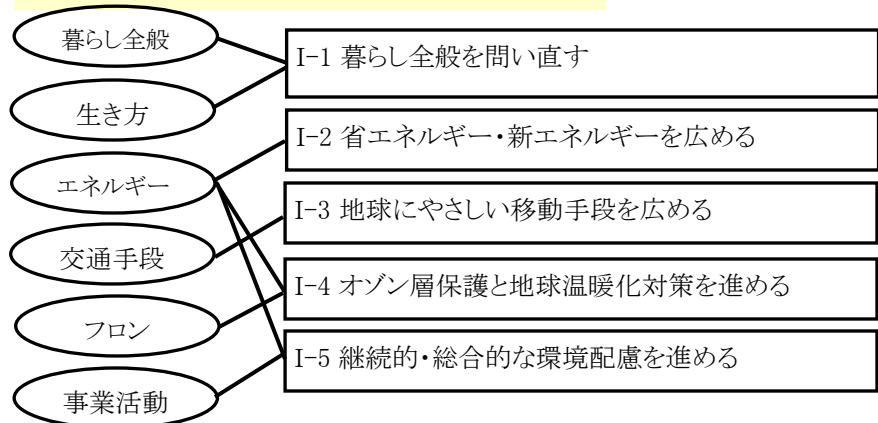 暮らし全般
I-1 暮らし全般を問い直す
生き方
I-2 省エネルギー・新エネルギーを広める
エネルギー
I-3 地球にやさしい移動手段を広める
交通手段
I-4 オゾン層保護と地球温暖化対策を進める
フロン
I-5 継続的・総合的な環境配慮を進める
事業活動